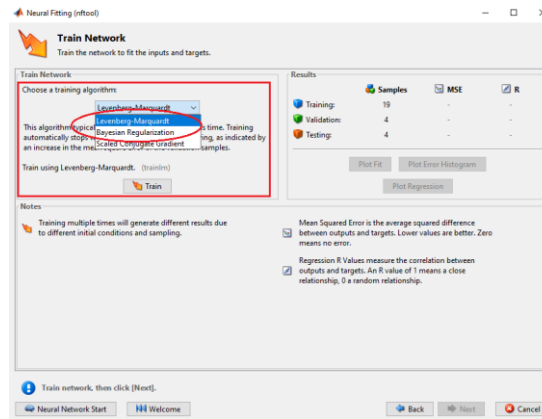 Neural Fitting (nftool)
Train Network
Train the network to fit the inputs and targets.
Train Network
Choose a training algorithm:
Levenberg-Marquardt
Levenberg-Marquardt
Bayesian Regularization
Scaled Conjugate Gradient
This algorithm typical
s time. Training
automatically stops
ing, as indicated by
an increase in the me
samples.
Train using Levenberg-Marquardt. (trainlm)
Train
Results
Samples MSE R
Training: 19 - -
Validation: 4 - -
Testing: 4 - -
Plot Fit Plot Error Histogram
Plot Regression
Notes
Training multiple times will generate different results due
to different initial conditions and sampling.
Mean Squared Error is the average squared difference
between outputs and targets. Lower values are better. Zero
means no error.
Regression R Values measure the correlation between
outputs and targets. An R value of 1 means a close
relationship, 0 a random relationship.
Train network, then click [Next].
Neural Network Start Welcome Back Next Cancel